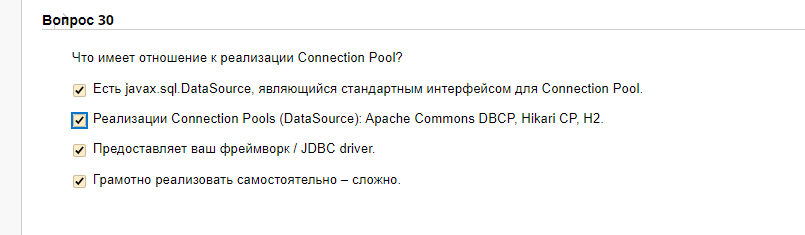 Вопрос 30
Что имеет отношение к реализации Connection Pool?
Есть javax.sql.DataSource, являющийся стандартным интерфейсом для Connection Pool.
Реализации Connection Pools (DataSource): Apache Commons DBCP, Hikari CP, H2.
Предоставляет ваш фреймворк / JDBC driver.
Грамотно реализовать самостоятельно – сложно.